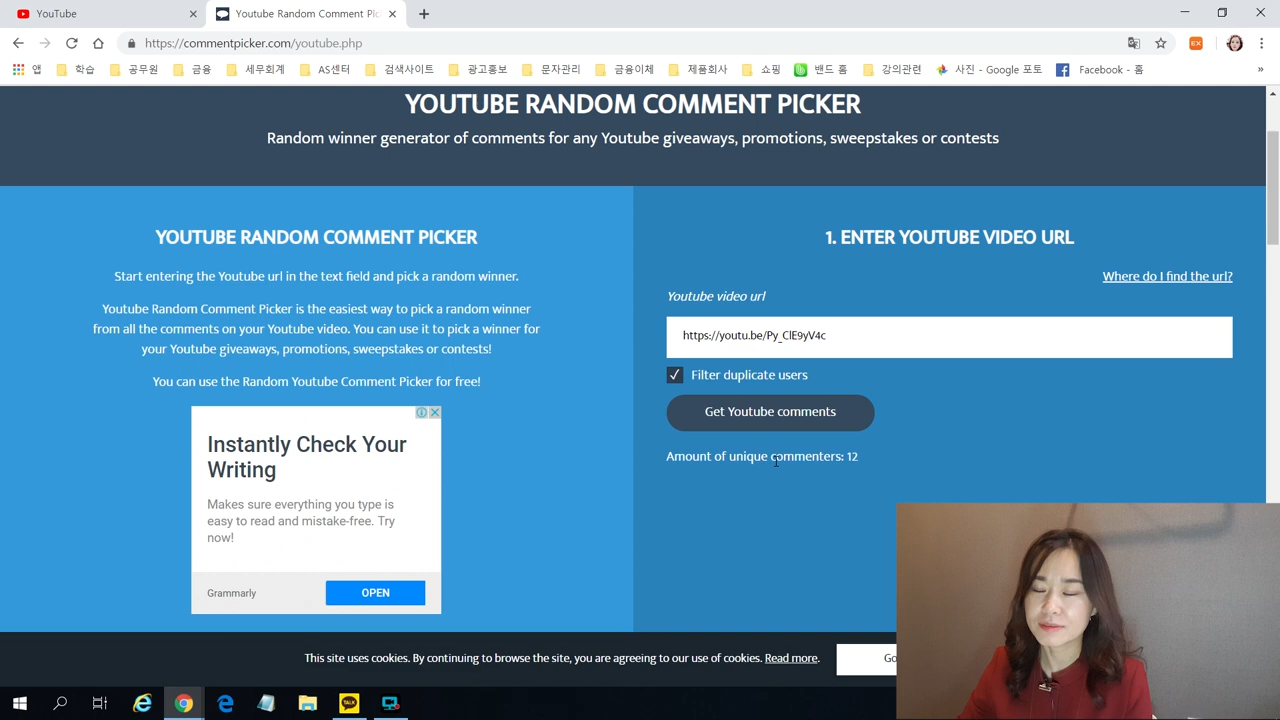 YouTube
Youtube Random Comment Pic
https://commentpicker.com/youtube.php
앱
학습
공무원
금융
세무회계
AS센터
검색사이트
광고홍보
문자관리
금융이체
제품회사
쇼핑
밴드 홈
강의관련
사진 - Google 포토
Facebook - 홈
»
YOUTUBE RANDOM COMMENT PICKER
Random winner generator of comments for any Youtube giveaways, promotions, sweepstakes or contests
YOUTUBE RANDOM COMMENT PICKER
Start entering the Youtube url in the text field and pick a random winner.
Youtube Random Comment Picker is the easiest way to pick a random winner
from all the comments on your Youtube video. You can use it to pick a winner for
your Youtube giveaways, promotions, sweepstakes or contests!
You can use the Random Youtube Comment Picker for free!
Instantly Check Your
Writing
Makes sure everything you type is
easy to read and mistake-free. Try
now!
Grammarly
OPEN
1. ENTER YOUTUBE VIDEO URL
Where do I find the url?
Youtube video url
https://youtu.be/Py_ClE9yV4c
Filter duplicate users
Get Youtube comments
Amount of unique commenters: 12
This site uses cookies. By continuing to browse the site, you are agreeing to our use of cookies. Read more.
Go
EX
TALK